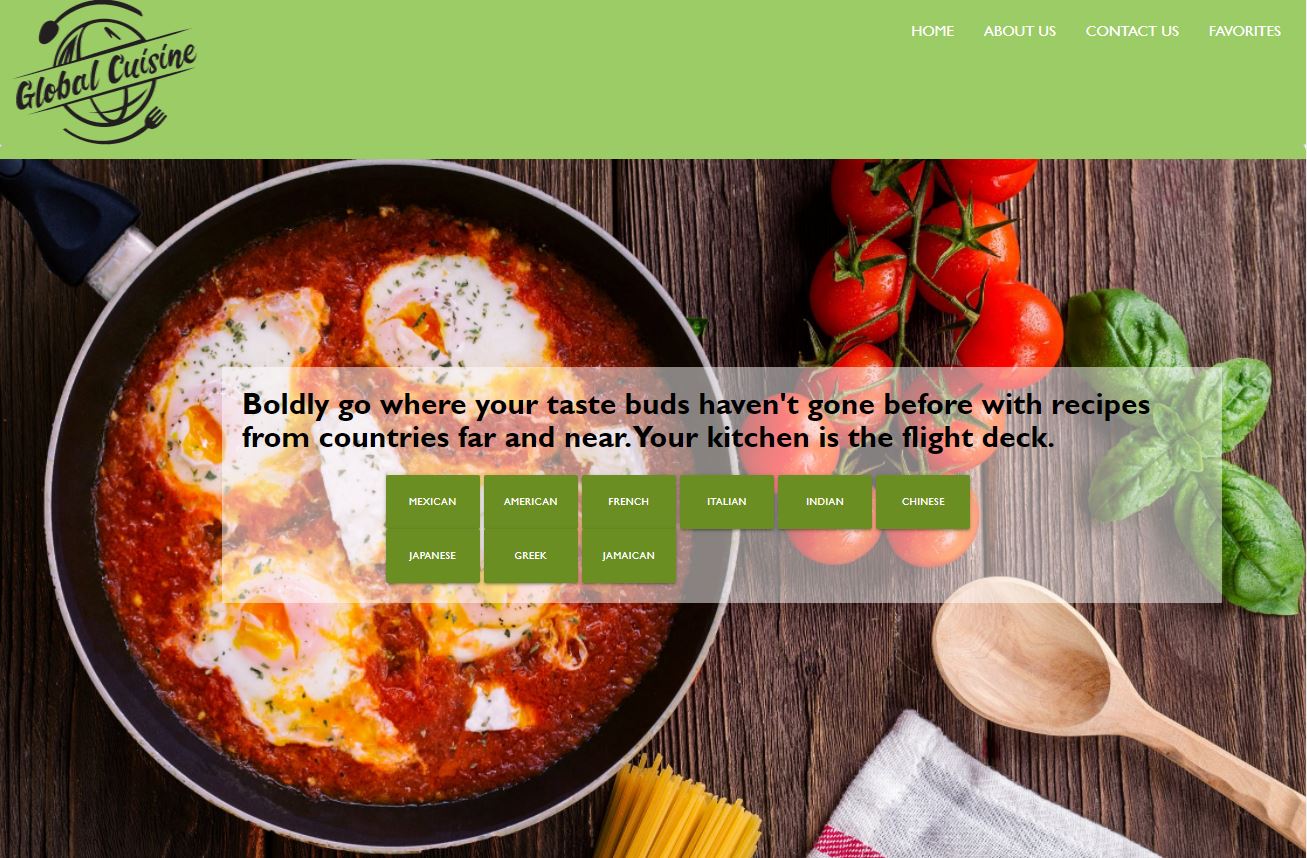 Global Cuisine
HOME ABOUT US CONTACT US FAVORITES
Boldly go where your taste buds haven't gone before with recipes
from countries far and near. Your kitchen is the flight deck.
MEXICAN AMERICAN FRENCH ITALIAN INDIAN CHINESE
JAPANESE GREEK JAMAICAN